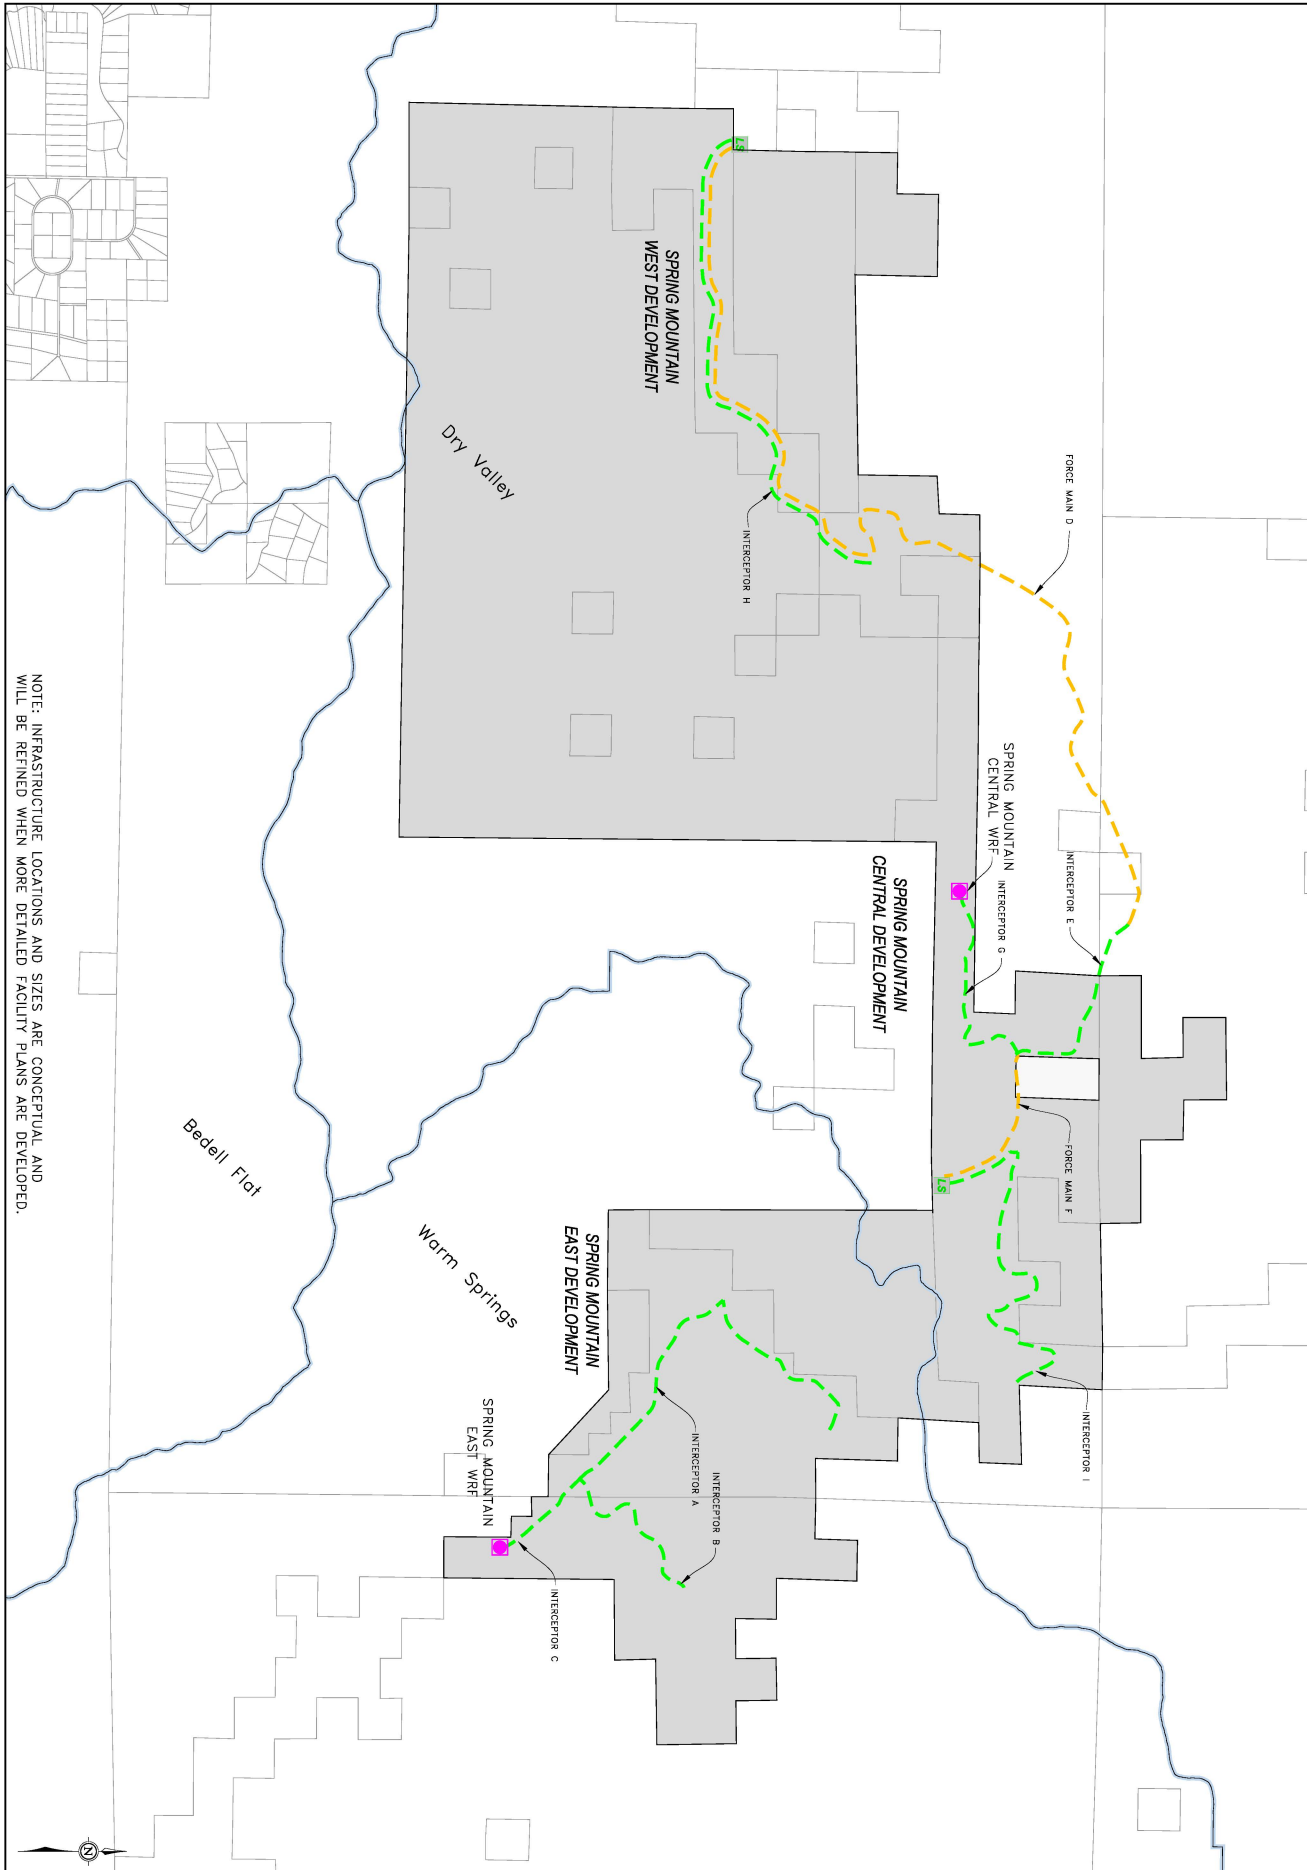 FORCE MAIN D
INTERCEPTOR E
FORCE MAIN F
INTERCEPTOR I
SPRING MOUNTAIN
CENTRAL WRF
INTERCEPTOR G
LS
SPRING MOUNTAIN
CENTRAL DEVELOPMENT
LS
INTERCEPTOR H
SPRING MOUNTAIN
WEST DEVELOPMENT
INTERCEPTOR B
INTERCEPTOR A
SPRING MOUNTAIN
EAST DEVELOPMENT
INTERCEPTOR C
Dry Valley
Warm Springs
SPRING MOUNTAIN
EAST WRF
Bedell Flat
N
NOTE: INFRASTRUCTURE LOCATIONS AND SIZES ARE CONCEPTUAL AND
WILL BE REFINED WHEN MORE DETAILED FACILITY PLANS ARE DEVELOPED.